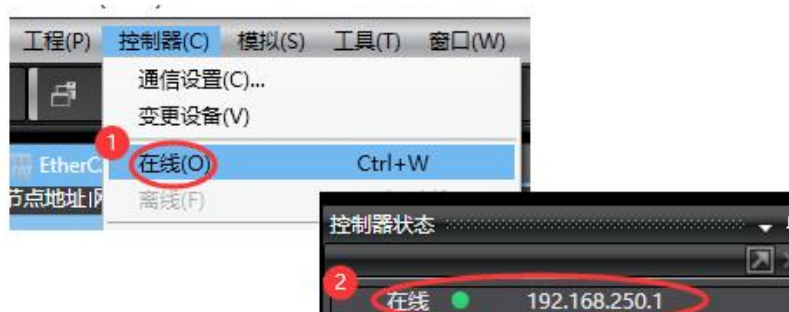 工程(P) 控制器(C) 模拟(S) 工具(T) 窗口(W)
通信设置(C)...
变更设备(V)
1
EtherC
在线(O) Ctrl+W
节点地址|网
离线(F)
控制器状态
2
在线 192.168.250.1